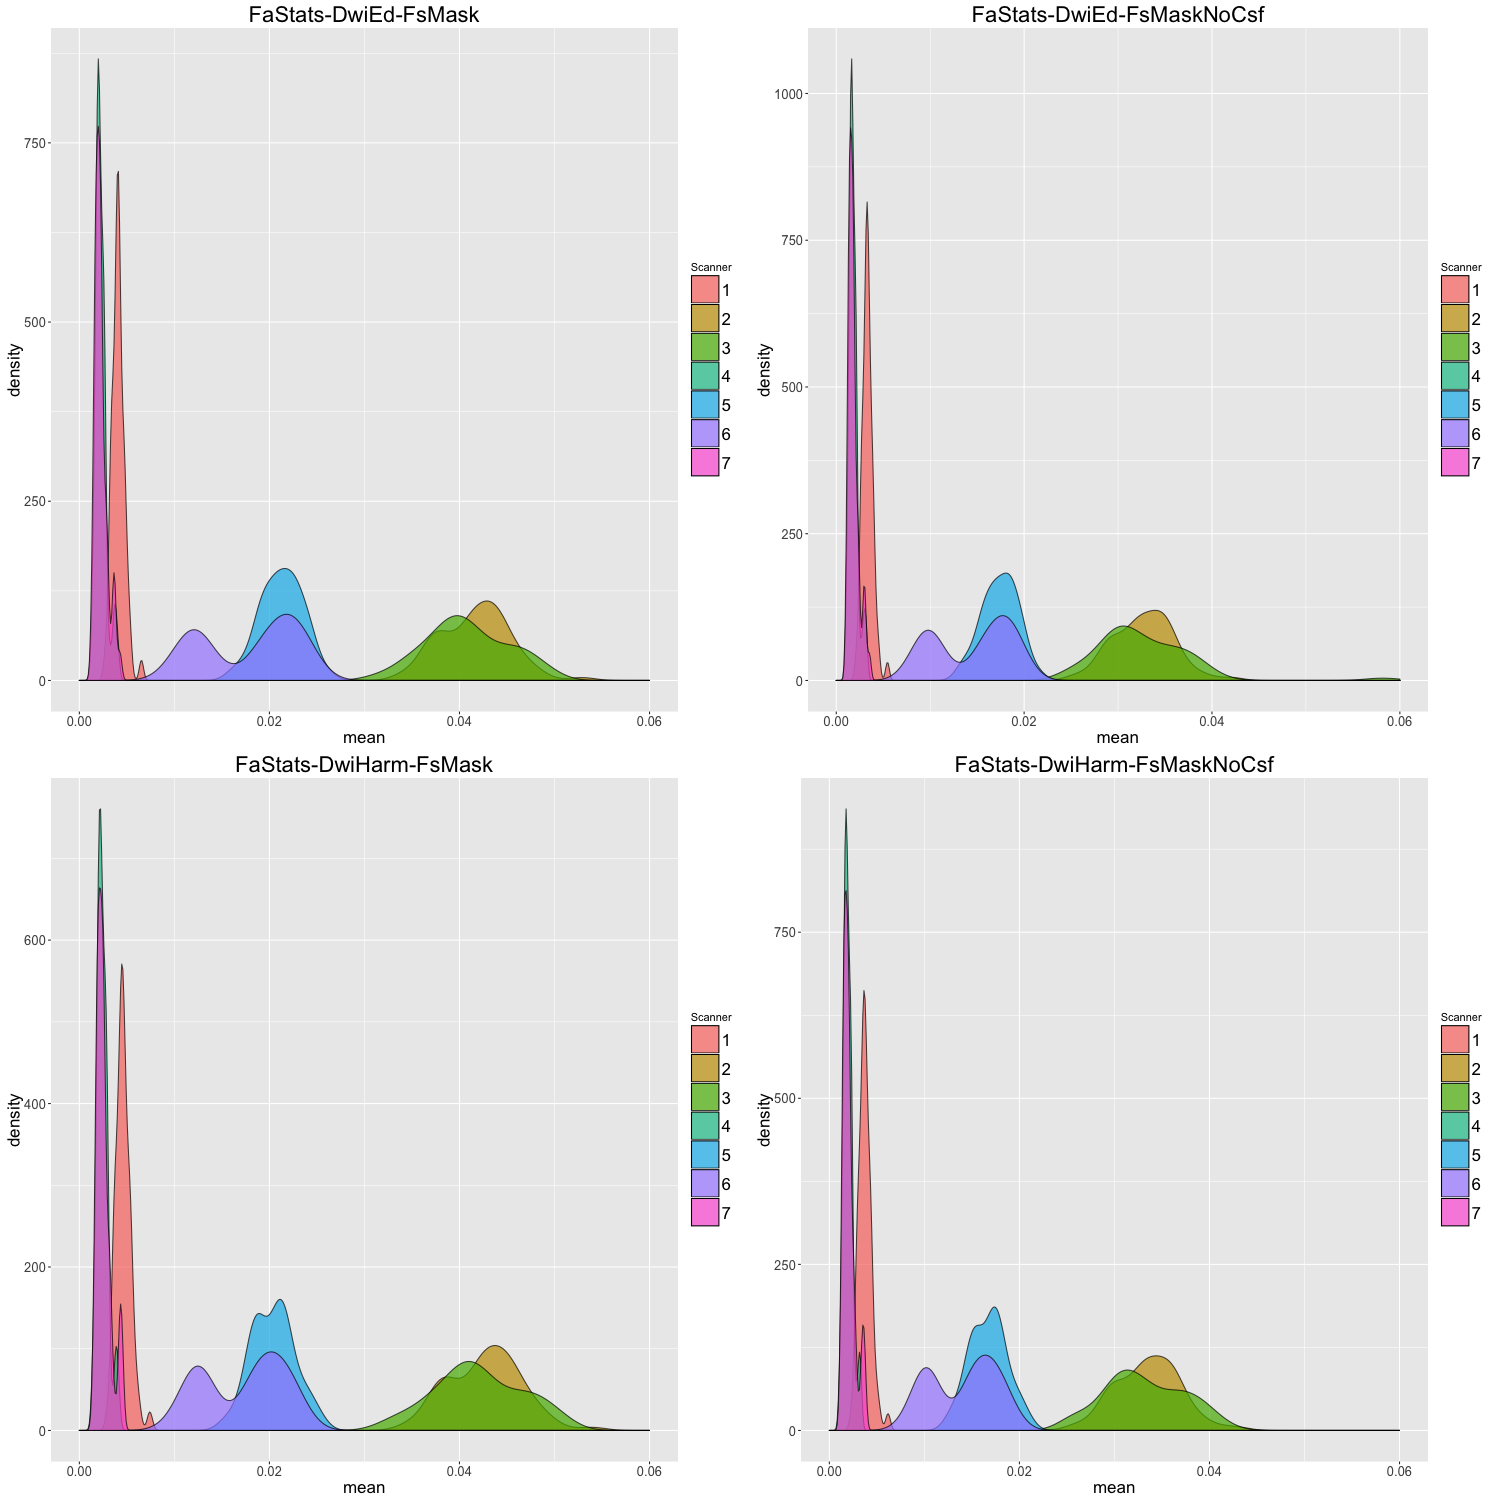 FaStats-DwiEd-FsMask
750
500
250
0
density
0.00 0.02 0.04 0.06
mean
Scanner
1
2
3
4
5
6
7
FaStats-DwiEd-FsMaskNoCsf
1000
750
500
250
0
density
0.00 0.02 0.04 0.06
mean
Scanner
1
2
3
4
5
6
7
FaStats-DwiHarm-FsMask
600
400
200
0
density
0.00 0.02 0.04 0.06
mean
Scanner
1
2
3
4
5
6
7
FaStats-DwiHarm-FsMaskNoCsf
750
500
250
0
density
0.00 0.02 0.04 0.06
mean
Scanner
1
2
3
4
5
6
7